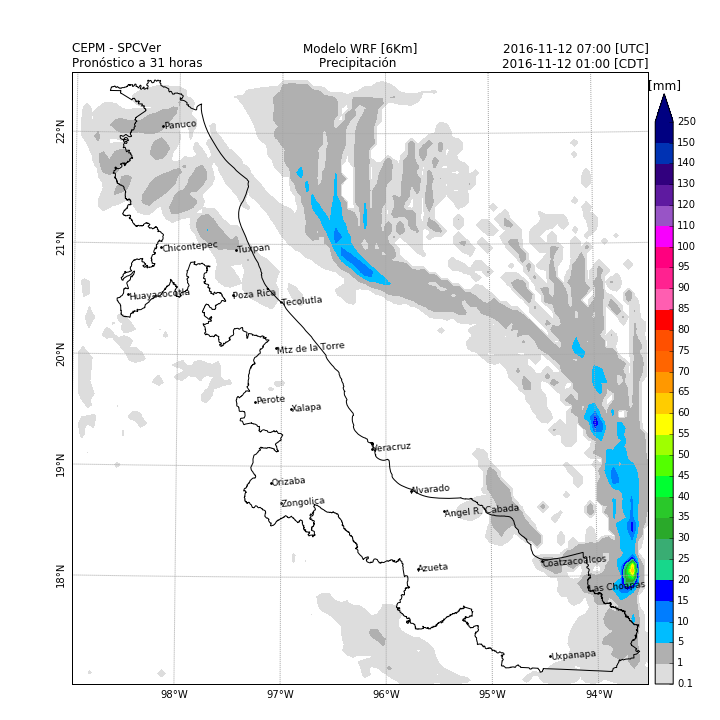 CEPM - SPCVer Modelo WRF [6Km] 2016-11-12 07:00 [UTC]
Pronóstico a 31 horas Precipitación 2016-11-12 01:00 [CDT]
[mm]
250
150
140
130
120
110
100
95
90
85
80
75
70
65
60
55
50
45
40
35
30
25
20
15
10
5
1
0.1
22°N
21°N
20°N
19°N
18°N
Panuco
Chicontepec
Tuxpan
Huayacocotla
Poza Rica
Tecolutla
Mtz de la Torre
Perote
Xalapa
Veracruz
Orizaba
Alvarado
Zongolica
Angel R. Cabada
Azueta
Coatzacoalcos
Las Choapas
Uxpanapa
98°W 97°W 96°W 95°W 94°W